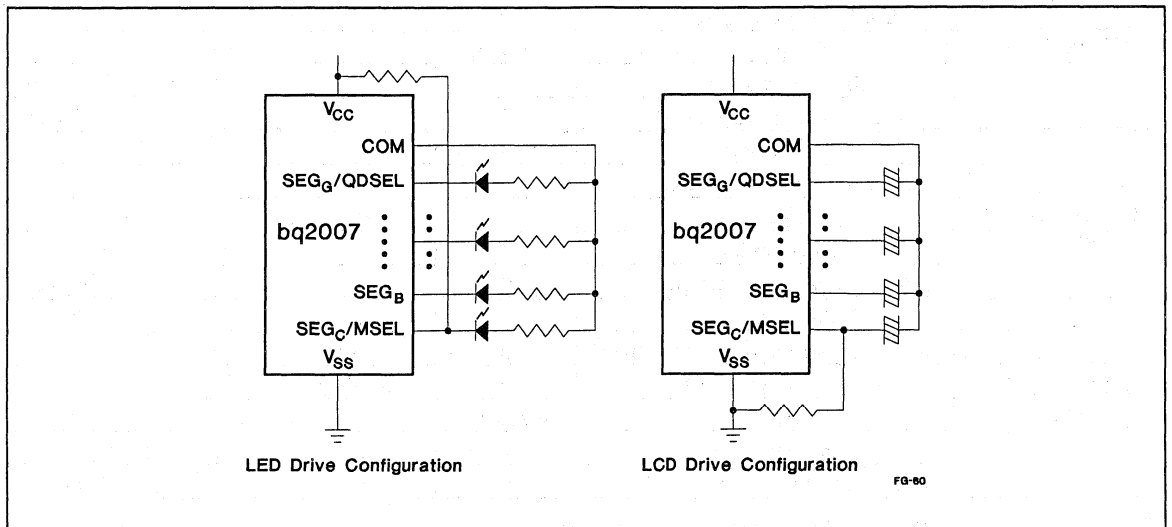 VCC
COM
SEGG/QDSEL
bq2007
SEGB
SEGC/MSEL
VSS
LED Drive Configuration
VCC
COM
SEGG/QDSEL
bq2007
SEGB
SEGC/MSEL
VSS
LCD Drive Configuration
FG-60